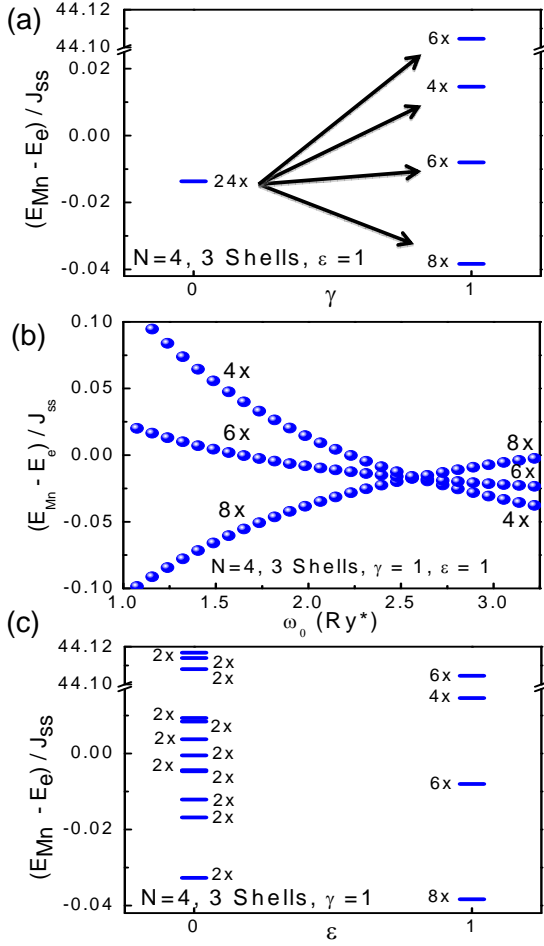 (a)
44.12
44.10
0.02
0.00
-0.02
-0.04
(E_Mn - E_e) / J_ss
24x
6x
4x
6x
8x
N=4, 3 Shells, ε =1
0
1
γ
(b)
0.10
0.05
0.00
-0.05
-0.10
(E_Mn - E_e) / J_ss
4x
6x
8x
8x
6x
4x
N=4, 3 Shells, γ = 1, ε = 1
1.0
1.5
2.0
2.5
3.0
ω_0 (Ry*)
(c)
44.12
44.10
0.00
-0.02
-0.04
(E_Mn - E_e) / J_ss
2x
2x
2x
2x
2x
2x
2x
2x
2x
2x
2x
2x
6x
4x
6x
8x
N=4, 3 Shells, γ =1
0
1
ε